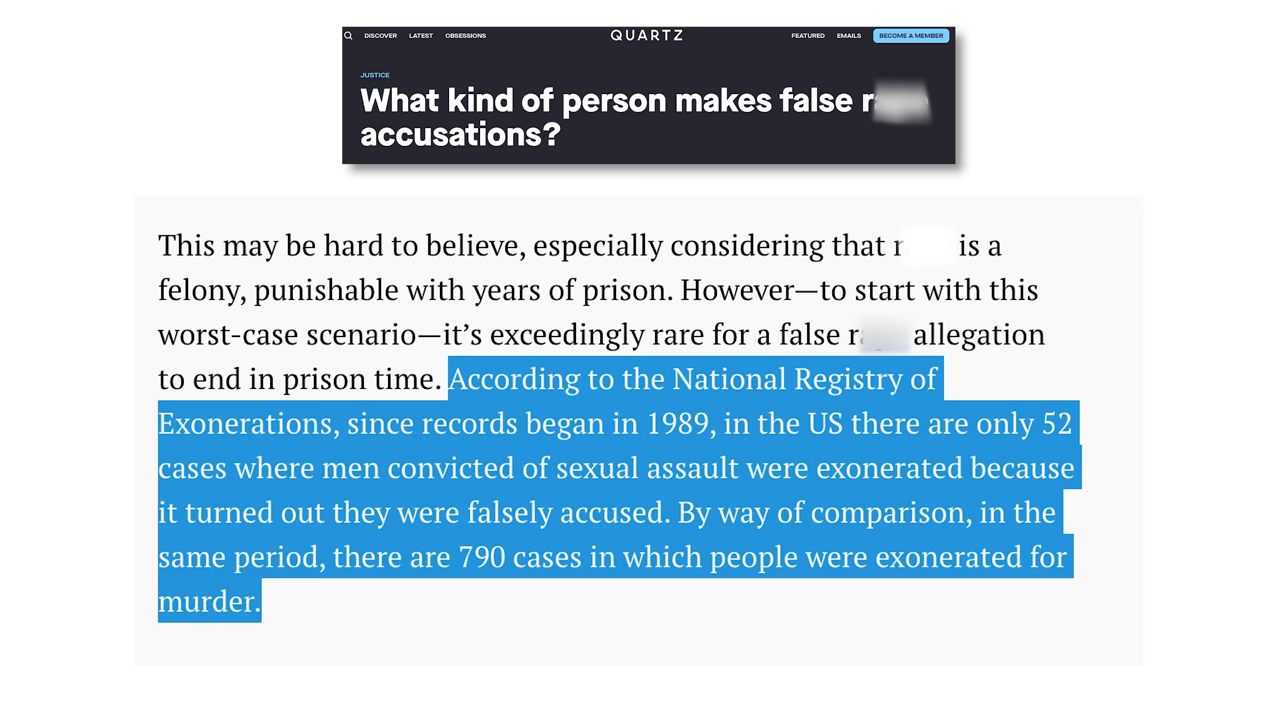 DISCOVER LATEST OBSESSIONS QUARTZ FEATURED EMAILS BECOME A MEMBER
JUSTICE
What kind of person makes false
accusations?
This may be hard to believe, especially considering that is a
felony, punishable with years of prison. However—to start with this
worst-case scenario—it’s exceedingly rare for a false allegation
to end in prison time. According to the National Registry of
Exonerations, since records began in 1989, in the US there are only 52
cases where men convicted of sexual assault were exonerated because
it turned out they were falsely accused. By way of comparison, in the
same period, there are 790 cases in which people were exonerated for
murder.